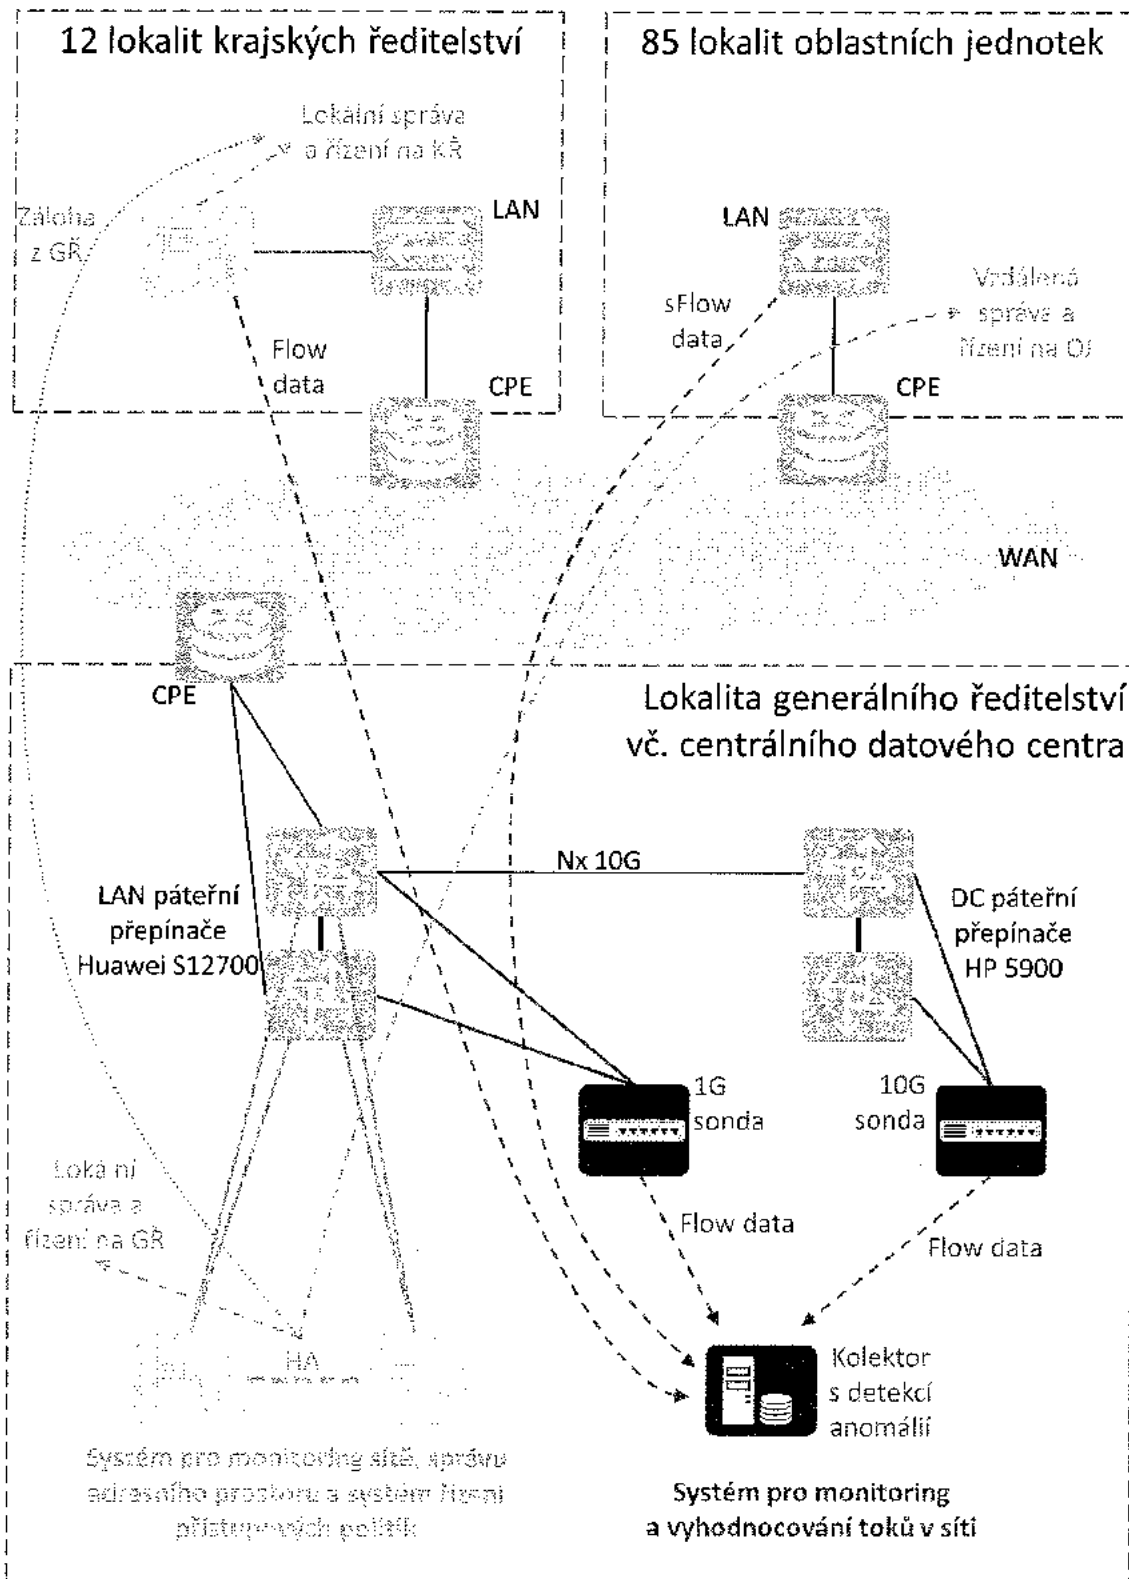 12 lokalit krajských ředitelství
Lokální správa
a řízení na KŘ
Záloha
z GŘ
LAN
Flow
data
CPE
85 lokalit oblastních jednotek
LAN
sFlow
data
Vzdálená
správa a
řízení na OJ
CPE
WAN
CPE
Lokalita generálního ředitelství
vč. centrálního datového centra
Nx 10G
LAN páteřní
přepínače
Huawei S12700
DC páteřní
přepínače
HP 5900
1G
sonda
10G
sonda
Lokální
správa a
řízení na GŘ
Flow data
Flow data
HA
Kolektor
s detekcí
anomálií
Systém pro monitoring sítě, správu
adresního prostoru a systém řízení
přístupových politik
Systém pro monitoring
a vyhodnocování toků v síti